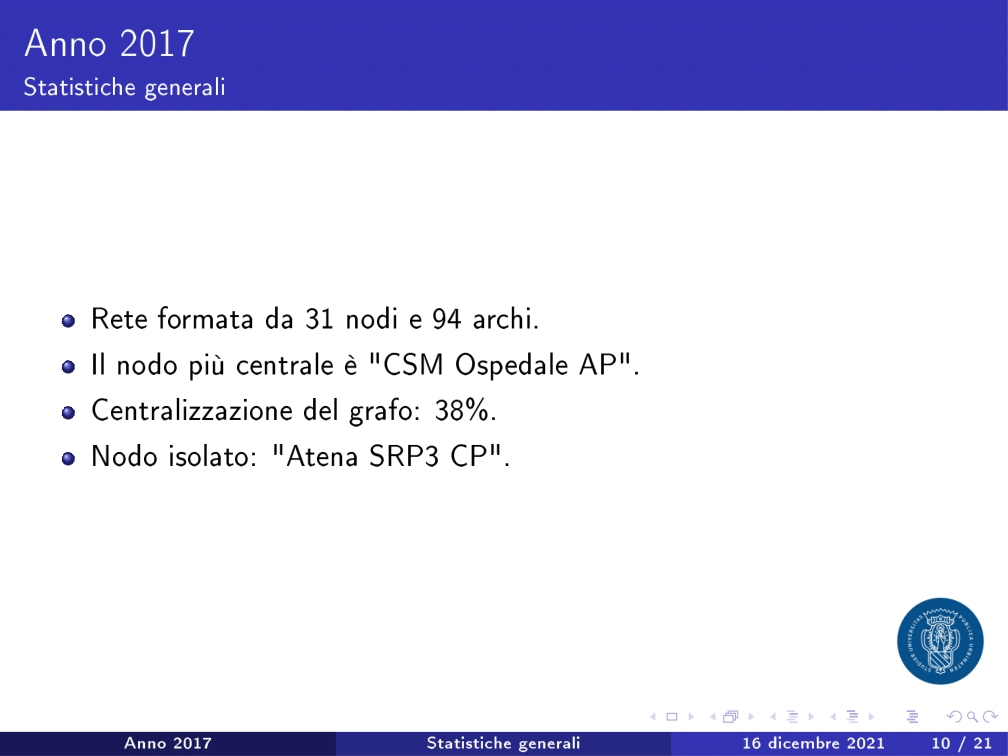 Anno 2017
Statistiche generali
Rete formata da 31 nodi e 94 archi.
Il nodo più centrale è "CSM Ospedale AP".
Centralizzazione del grafo: 38%.
Nodo isolato: "Atena SRP3 CP".
Anno 2017
Statistiche generali
16 dicembre 2021
10 / 21